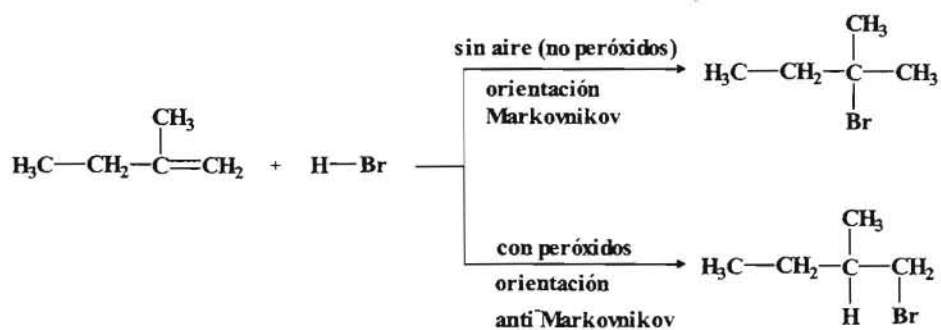 sin aire (no peróxidos)
orientación
Markovnikov
CH₃
H₃C—CH₂—C—CH₃
Br
CH₃
H₃C—CH₂—C=CH₂ + H—Br
con peróxidos
orientación
anti-Markovnikov
CH₃
H₃C—CH₂—C—CH₂
H Br